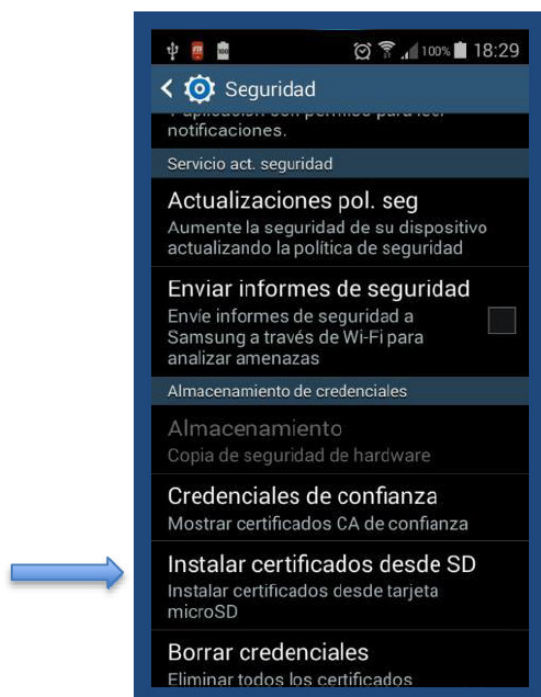 100% 18:29
Seguridad
notificaciones.
Servicio act. seguridad
Actualizaciones pol. seg
Aumente la seguridad de su dispositivo
actualizando la política de seguridad
Enviar informes de seguridad
Envíe informes de seguridad a
Samsung a través de Wi-Fi para
analizar amenazas
Almacenamiento de credenciales
Almacenamiento
Copia de seguridad de hardware
Credenciales de confianza
Mostrar certificados CA de confianza
Instalar certificados desde SD
Instalar certificados desde tarjeta
microSD
Borrar credenciales
Eliminar todos los certificados